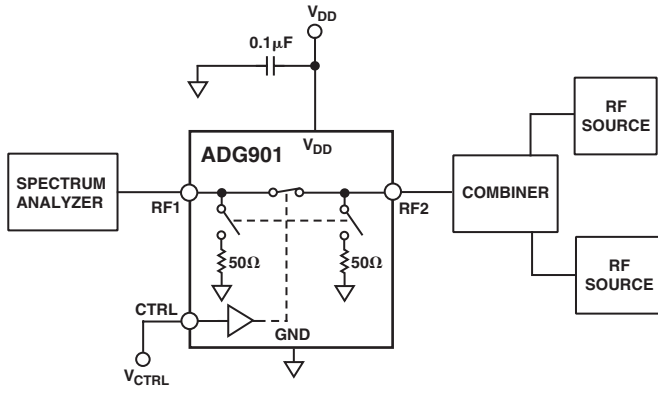 VDD
0.1μF
VDD
ADG901
RF
SOURCE
SPECTRUM
ANALYZER
RF1
RF2
COMBINER
50Ω
50Ω
RF
SOURCE
CTRL
GND
VCTRL